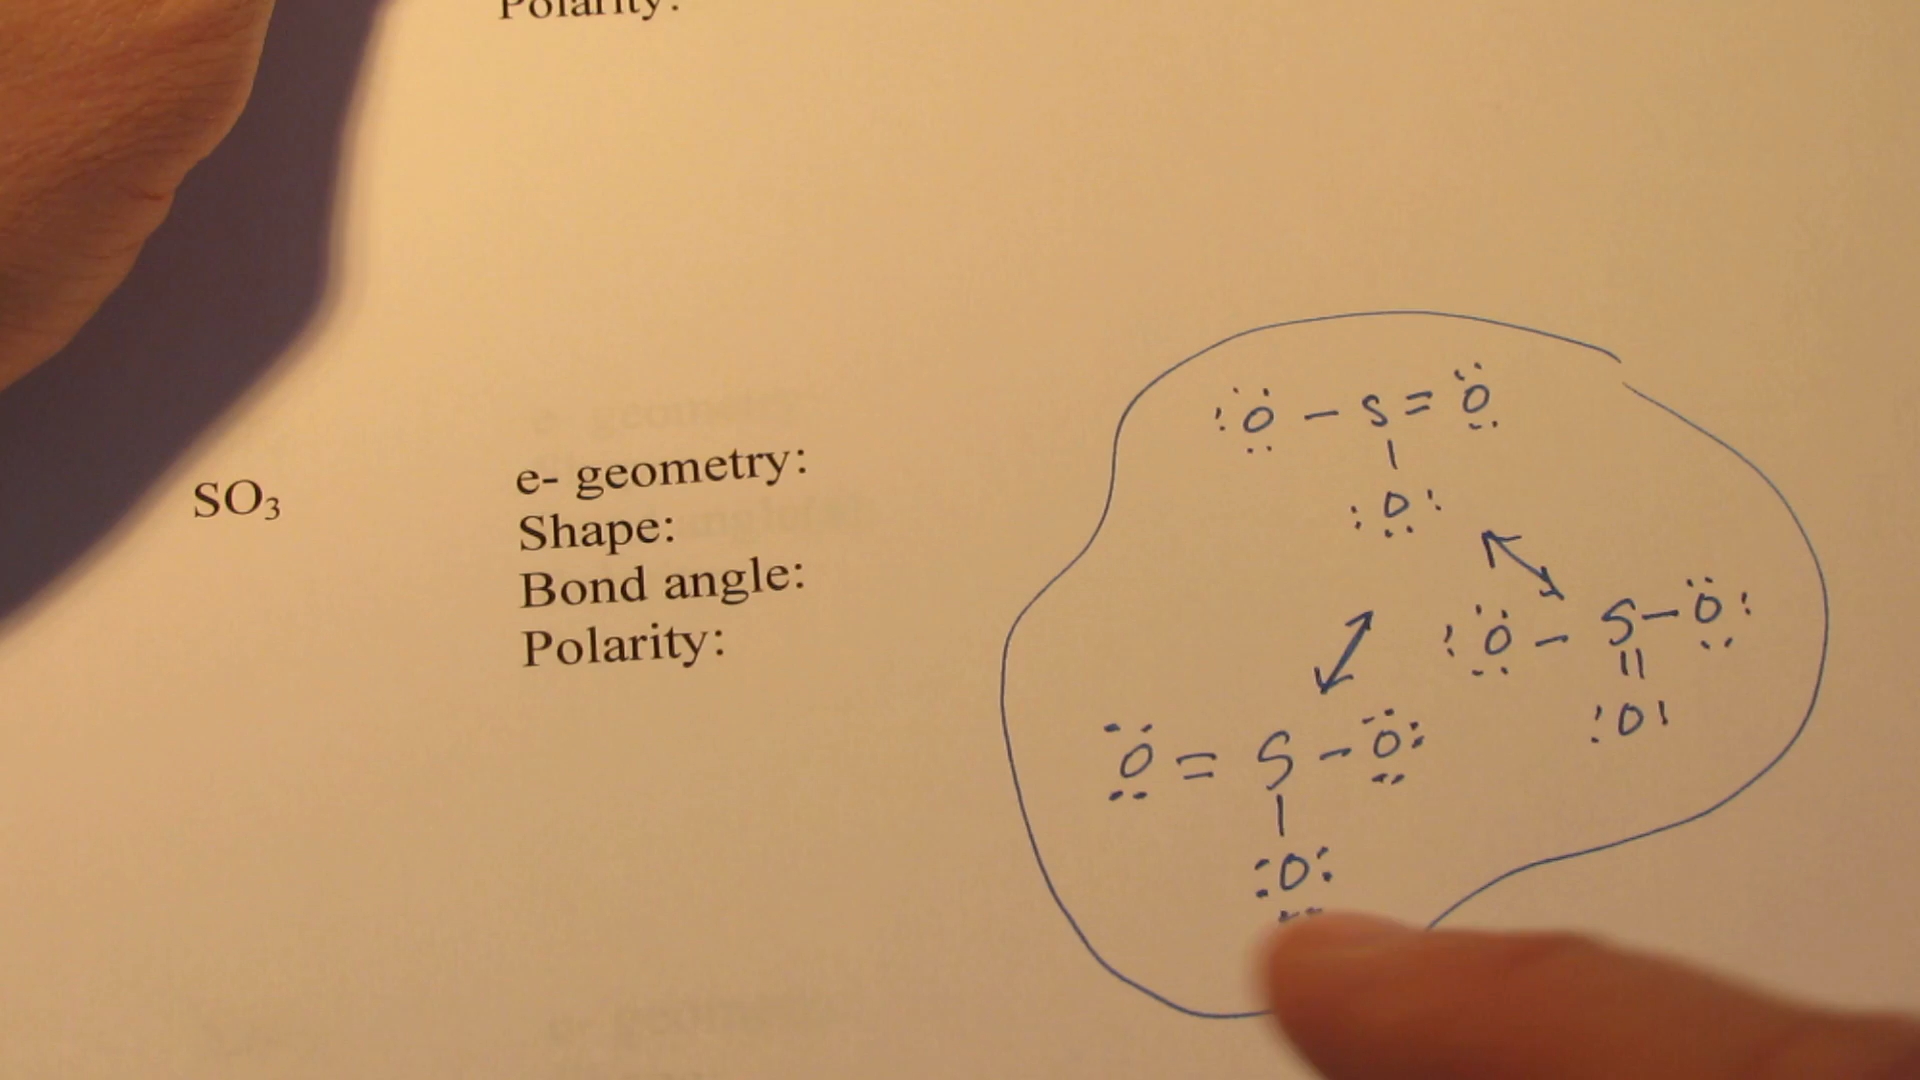 Polarity:
SO₃
e- geometry:
Shape:
Bond angle:
Polarity:
O - S = O
O
O - S - O
O
O = S - O
O